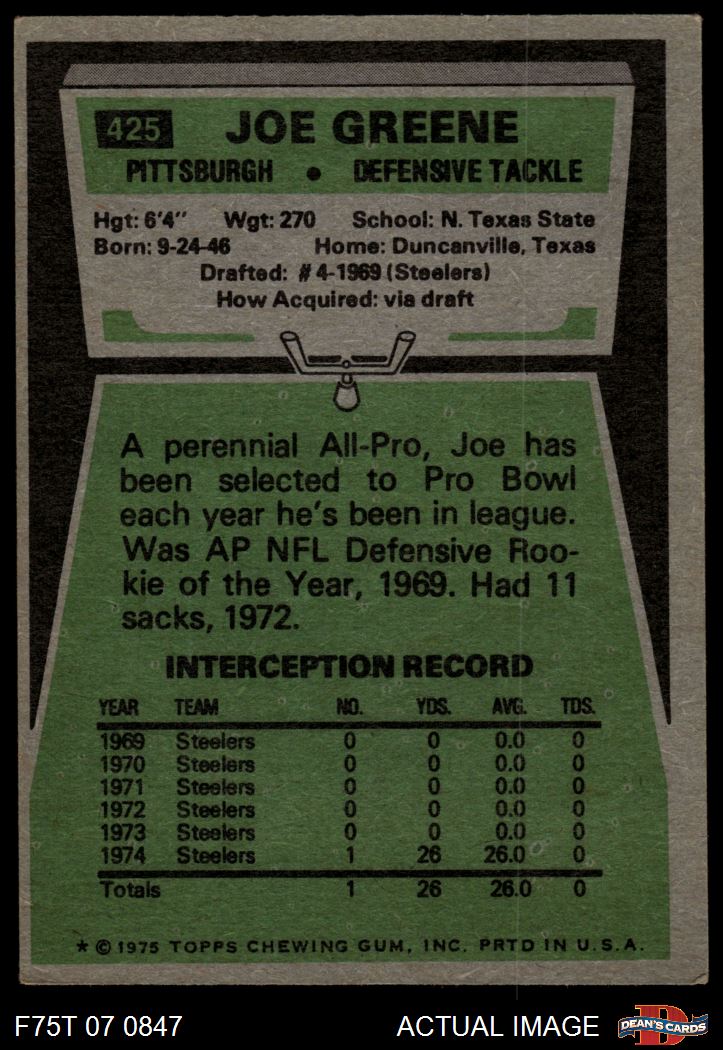 425 JOE GREENE
PITTSBURGH • DEFENSIVE TACKLE
Hgt: 6'4" Wgt: 270 School: N. Texas State
Born: 9-24-46 Home: Duncanville, Texas
Drafted: #4-1969 (Steelers)
How Acquired: via draft
A perennial All-Pro, Joe has
been selected to Pro Bowl
each year he's been in league.
Was AP NFL Defensive Roo-
kie of the Year, 1969. Had 11
sacks, 1972.
INTERCEPTION RECORD
YEAR TEAM NO. YDS. AVG. TDS.
1969 Steelers 0 0 0.0 0
1970 Steelers 0 0 0.0 0
1971 Steelers 0 0 0.0 0
1972 Steelers 0 0 0.0 0
1973 Steelers 0 0 0.0 0
1974 Steelers 1 26 26.0 0
Totals 1 26 26.0 0
* © 1975 TOPPS CHEWING GUM, INC. PRTD IN U.S.A.
F75T 07 0847 ACTUAL IMAGE D DEAN'S CARDS